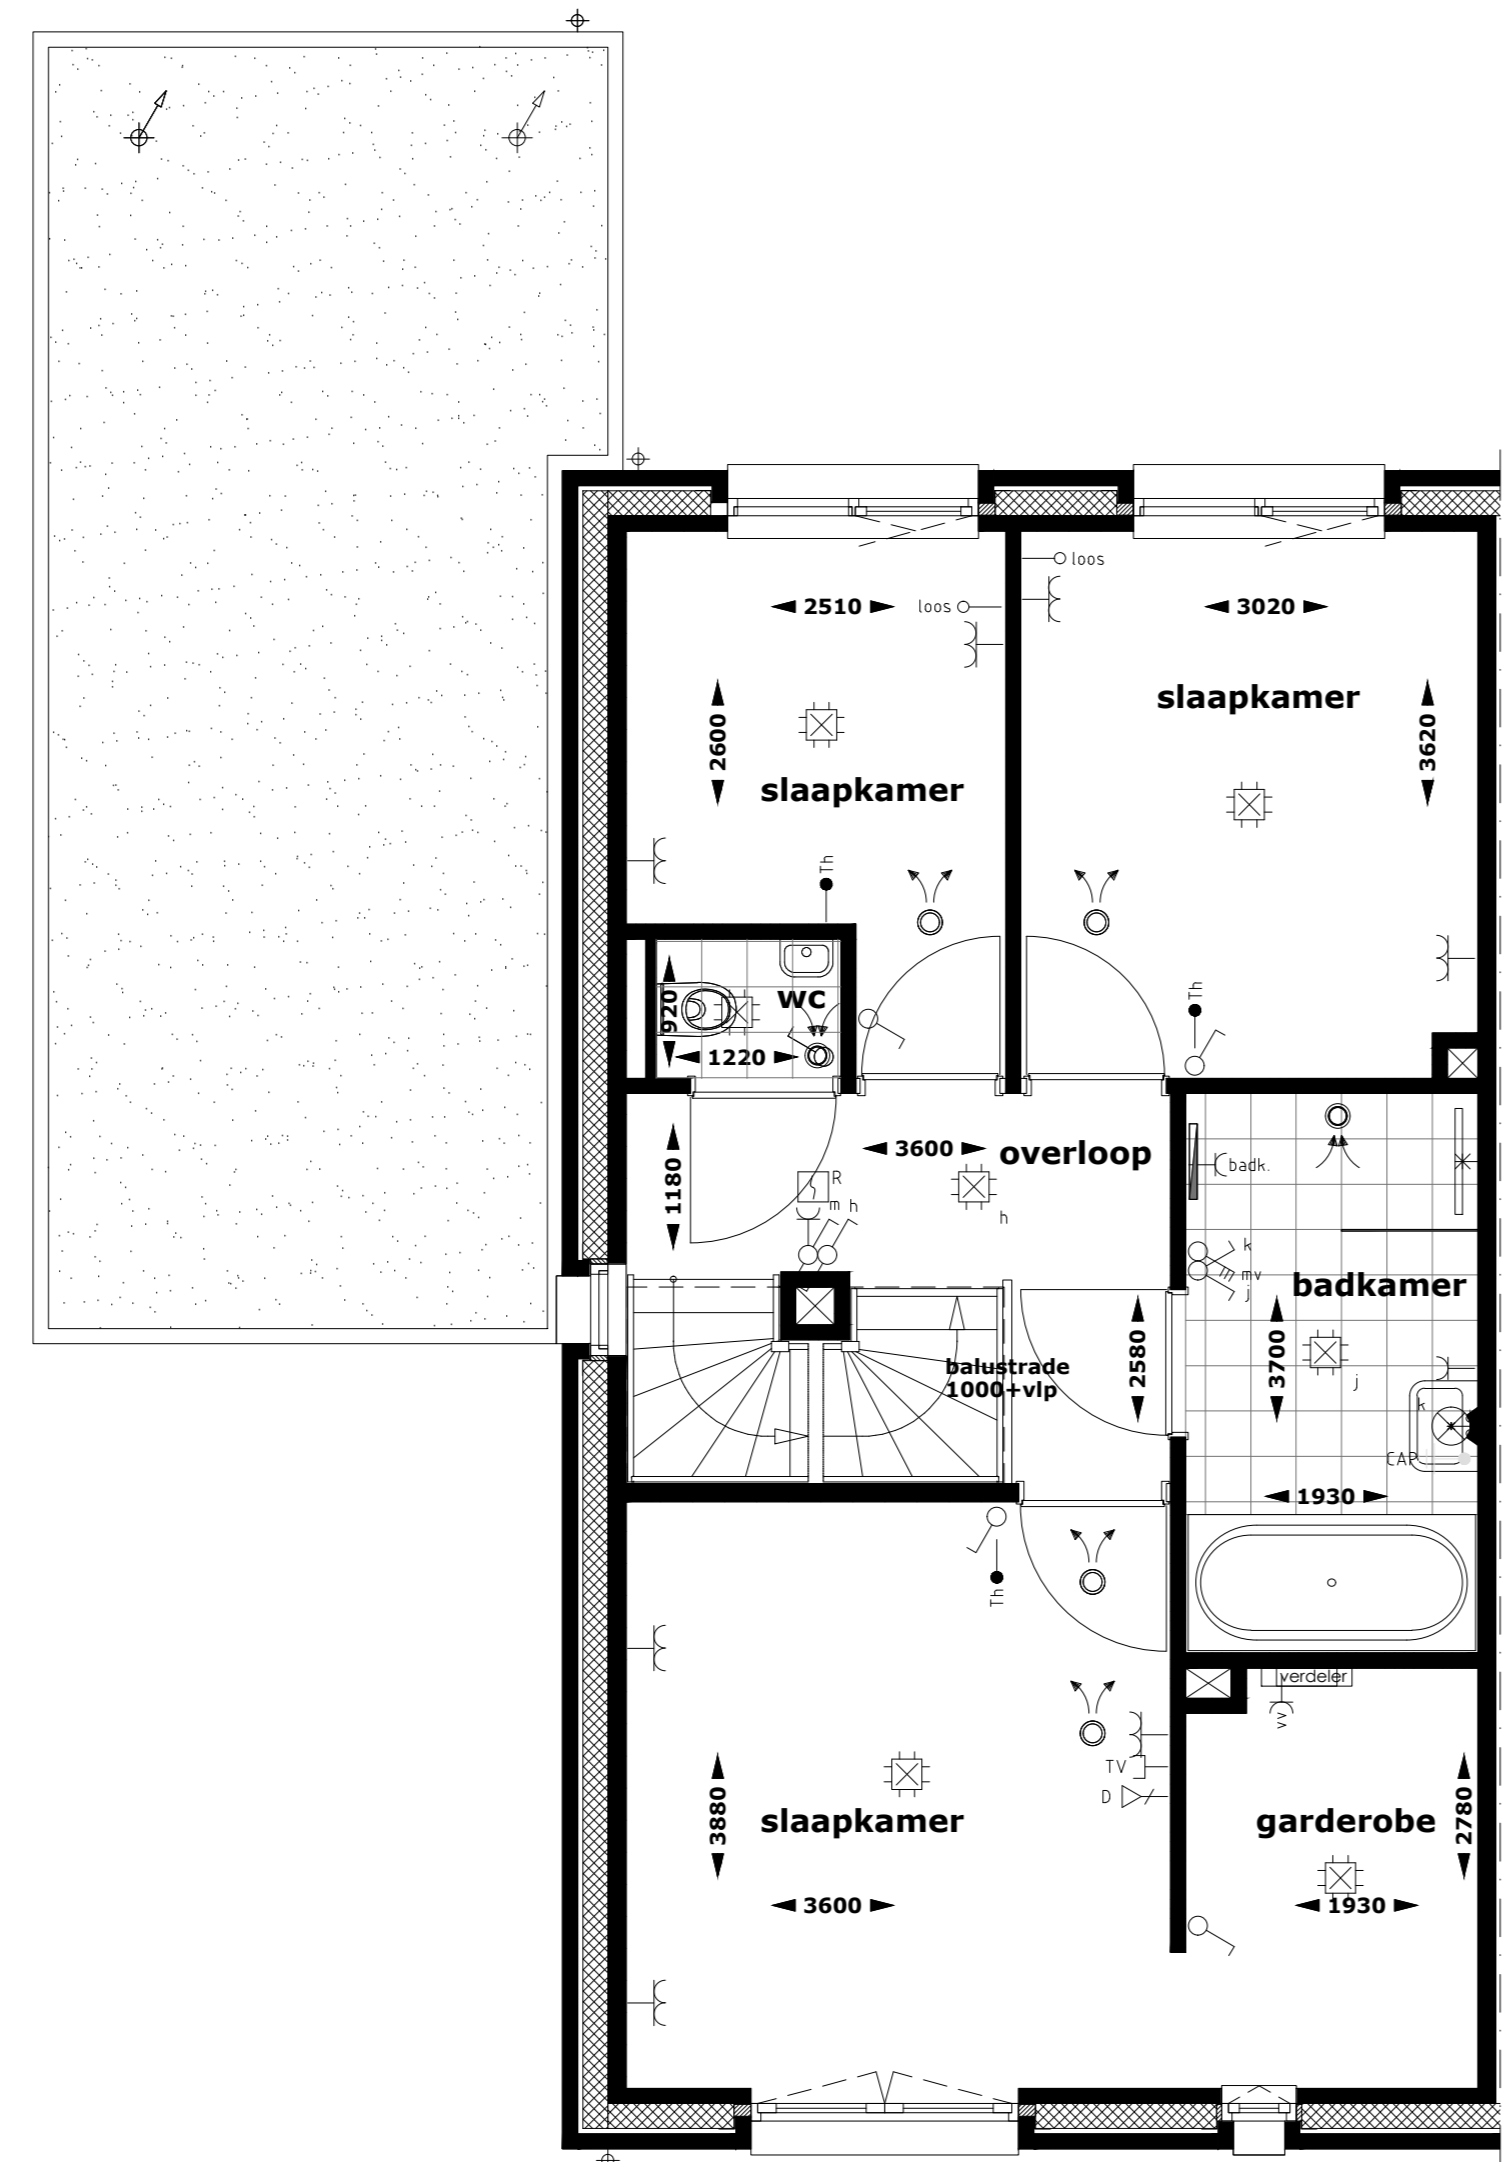 loos
2510
3020
loos
slaapkamer
2600
3620
slaapkamer
Th
Th
wc
920
1220
3600
overloop
1180
R
badk.
m h
h
k
mv
j
badkamer
2580
3700
balustrade
1000+vlp
j
k
CAP
1930
Th
verdeler
vv
TV
D
3880
slaapkamer
garderobe
2780
3600
1930